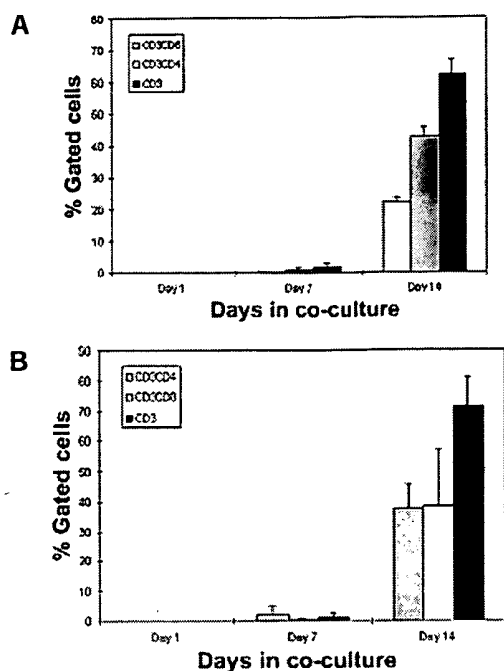 A
% Gated cells
80
70
60
50
40
30
20
10
0
CD3CD8
CD3CD4
CD3
Day 1
Day 7
Day 14
Days in co-culture
B
% Gated cells
90
80
70
60
50
40
30
20
10
0
CD3CD4
CD3CD8
CD3
Day 1
Day 7
Day 14
Days in co-culture